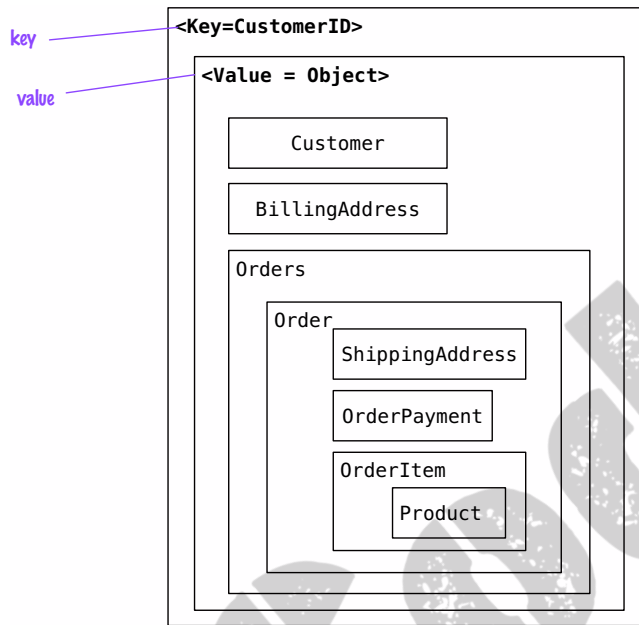 <Key=CustomerID>
key
<Value = Object>
value
Customer
BillingAddress
Orders
Order
ShippingAddress
OrderPayment
OrderItem
Product